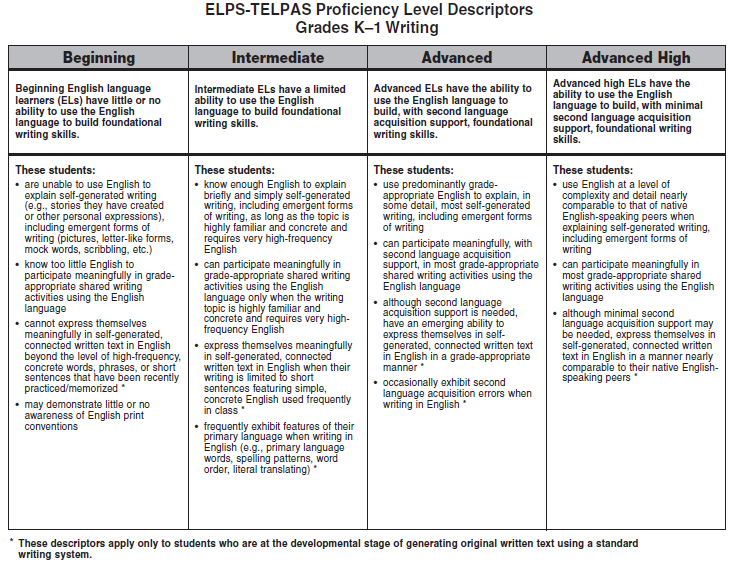 ELPS-TELPAS Proficiency Level Descriptors
Grades K–1 Writing
Beginning
Intermediate
Advanced
Advanced High
Beginning English language
learners (ELs) have little or no
ability to use the English
language to build foundational
writing skills.
Intermediate ELs have a limited
ability to use the English
language to build foundational
writing skills.
Advanced ELs have the ability to
use the English language to
build, with second language
acquisition support, foundational
writing skills.
Advanced high ELs have the
ability to use the English
language to build, with minimal
second language acquisition
support, foundational writing
skills.
These students:
• are unable to use English to
explain self-generated writing
(e.g., stories they have created
or other personal expressions),
including emergent forms of
writing (pictures, letter-like forms,
mock words, scribbling, etc.)
• know too little English to
participate meaningfully in grade-
appropriate shared writing
activities using the English
language
• cannot express themselves
meaningfully in self-generated,
connected written text in English
beyond the level of high-frequency,
concrete words, phrases, or short
sentences that have been recently
practiced/memorized *
• may demonstrate little or no
awareness of English print
conventions
These students:
• know enough English to explain
briefly and simply self-generated
writing, including emergent forms
of writing, as long as the topic is
highly familiar and concrete and
requires very high-frequency
English
• can participate meaningfully in
grade-appropriate shared writing
activities using the English
language only when the writing
topic is highly familiar and
concrete and requires very high-
frequency English
• express themselves meaningfully
in self-generated, connected
written text in English when their
writing is limited to short
sentences featuring simple,
concrete English used frequently
in class *
• frequently exhibit features of their
primary language when writing in
English (e.g., primary language
words, spelling patterns, word
order, literal translating) *
These students:
• use predominantly grade-
appropriate English to explain, in
some detail, most self-generated
writing, including emergent forms
of writing
• can participate meaningfully, with
second language acquisition
support, in most grade-appropriate
shared writing activities using the
English language
• although second language
acquisition support is needed,
have an emerging ability to
express themselves in self-
generated, connected written text
in English in a grade-appropriate
manner *
• occasionally exhibit second
language acquisition errors when
writing in English *
These students:
• use English at a level of
complexity and detail nearly
comparable to that of native
English-speaking peers when
explaining self-generated writing,
including emergent forms of
writing
• can participate meaningfully in
most grade-appropriate shared
writing activities using the English
language
• although minimal second
language acquisition support may
be needed, express themselves in
self-generated, connected written
text in English in a manner nearly
comparable to their native English-
speaking peers *
* These descriptors apply only to students who are at the developmental stage of generating original written text using a standard
writing system.